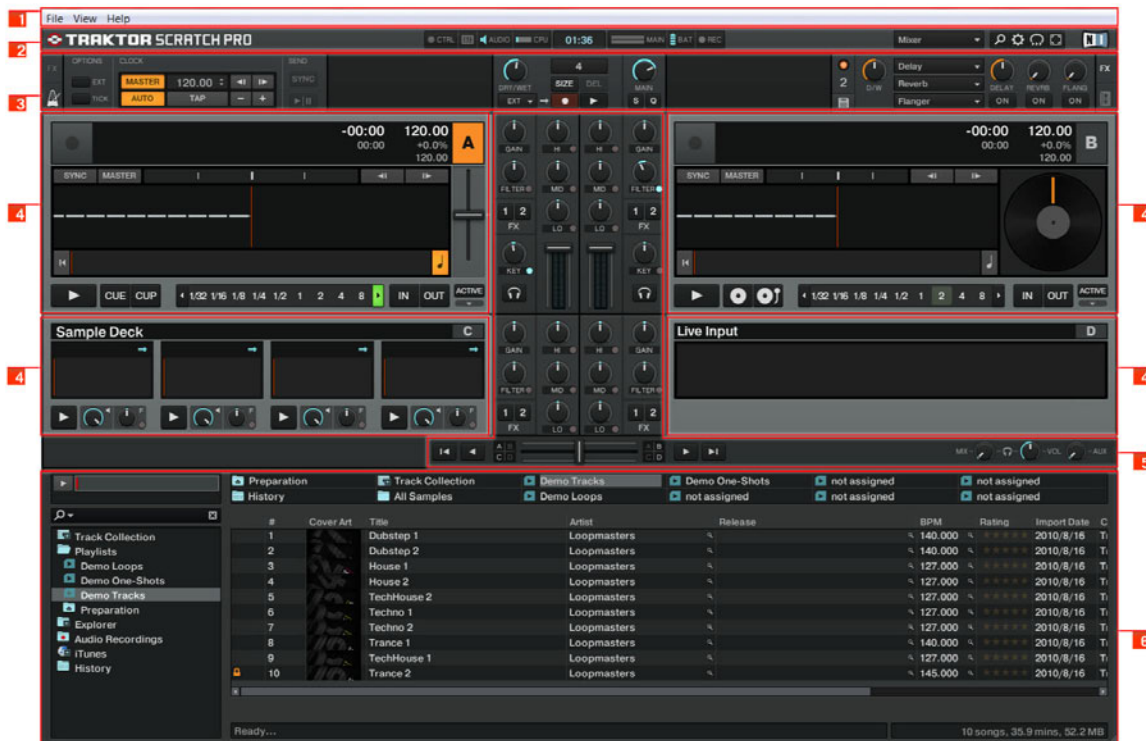 1
File View Help
2
TRAKTOR SCRATCH PRO
CTRL AUDIO CPU 01:36 MAIN BAT REC
Mixer
3
FX OPTIONS CLOCK SEND
EXT MASTER 120.00 SYNC
TICK AUTO TAP − +
DRY/WET 4 SIZE DEL MAIN
EXT S Q
2 D/W Delay Reverb Flanger
DELAY REVRB FLANG FX
ON ON ON
4
-00:00 120.00 A
00:00 +0.0%
120.00
SYNC MASTER
CUE CUP 1/32 1/16 1/8 1/4 1/2 1 2 4 8 IN OUT ACTIVE
GAIN HI HI GAIN
FILTER MID MID FILTER
1 2 LO LO 1 2
FX FX
KEY KEY
-00:00 120.00 B
00:00 +0.0%
120.00
SYNC MASTER
1/32 1/16 1/8 1/4 1/2 1 2 4 8 IN OUT ACTIVE
4
4
Sample Deck C
F F F F
GAIN HI HI GAIN
FILTER MID MID FILTER
1 2 1 2
FX LO LO FX
Live Input D
4
A B A B
C D C D
MIX VOL AUX
5
Preparation Track Collection Demo Tracks Demo One-Shots not assigned not assigned
History All Samples Demo Loops not assigned not assigned not assigned
Track Collection
Playlists
Demo Loops
Demo One-Shots
Demo Tracks
Preparation
Explorer
Audio Recordings
iTunes
History
# Cover Art Title Artist Release BPM Rating Import Date C
1 Dubstep 1 Loopmasters 140.000 2010/8/16
2 Dubstep 2 Loopmasters 140.000 2010/8/16
3 House 1 Loopmasters 127.000 2010/8/16
4 House 2 Loopmasters 127.000 2010/8/16
5 TechHouse 2 Loopmasters 127.000 2010/8/16
6 Techno 1 Loopmasters 127.000 2010/8/16
7 Techno 2 Loopmasters 127.000 2010/8/16
8 Trance 1 Loopmasters 140.000 2010/8/16
9 TechHouse 1 Loopmasters 127.000 2010/8/16
10 Trance 2 Loopmasters 145.000 2010/8/16
6
Ready...
10 songs, 35.9 mins, 52.2 MB